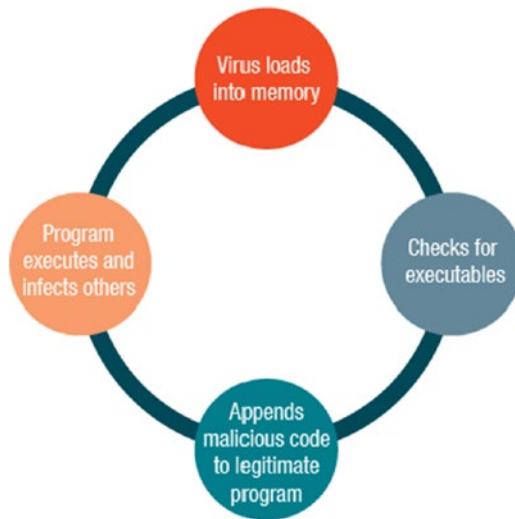 Virus loads
into memory
Checks for
executables
Appends
malicious code
to legitimate
program
Program
executes and
infects others